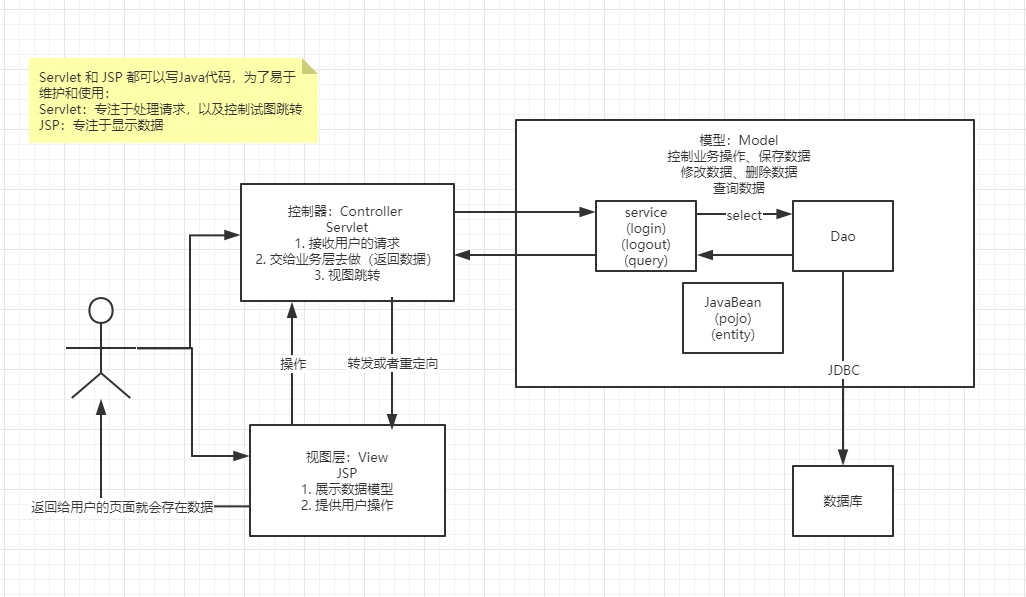 Servlet 和 JSP 都可以写Java代码，为了易于
维护和使用：
Servlet：专注于处理请求，以及控制试图跳转
JSP：专注于显示数据
模型：Model
控制业务操作、保存数据
修改数据、删除数据
查询数据
控制器：Controller
Servlet
1. 接收用户的请求
2. 交给业务层去做（返回数据）
3. 视图跳转
service
(login)
(logout)
(query)
select
Dao
JavaBean
(pojo)
(entity)
操作
转发或者重定向
JDBC
视图层：View
JSP
1. 展示数据模型
2. 提供用户操作
返回给用户的页面就会存在数据
数据库